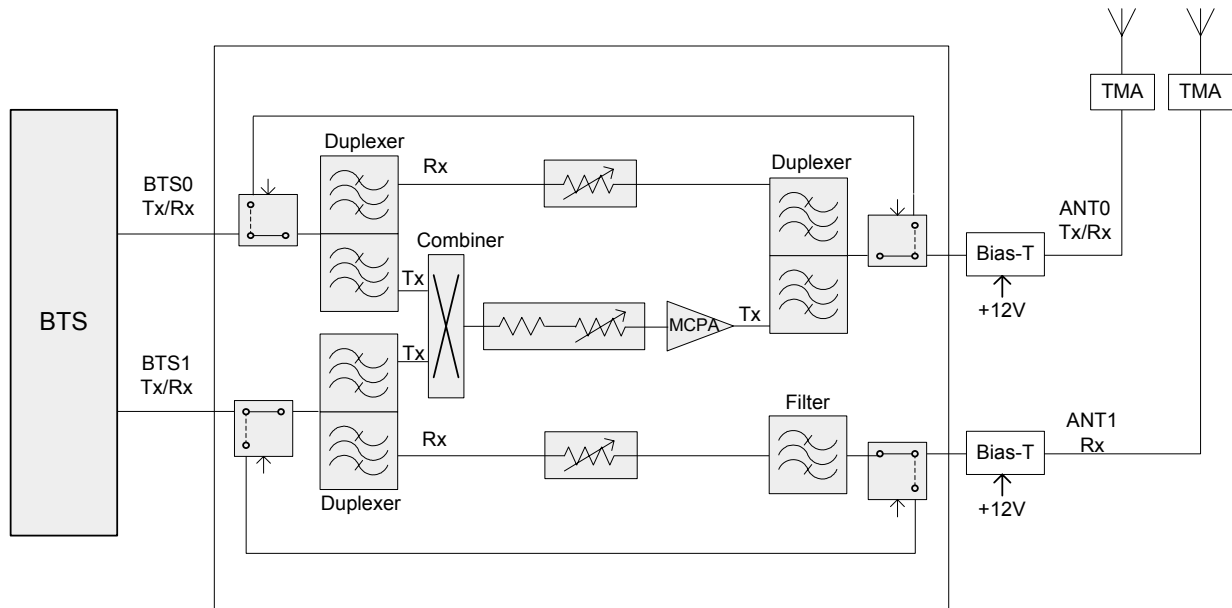 TMA
TMA
Duplexer
Rx
Duplexer
BTS0
Tx/Rx
ANT0
Tx/Rx
Combiner
Bias-T
Tx
+12V
BTS
MCPA
Tx
Tx
BTS1
Tx/Rx
Filter
ANT1
Rx
Rx
Bias-T
Duplexer
+12V